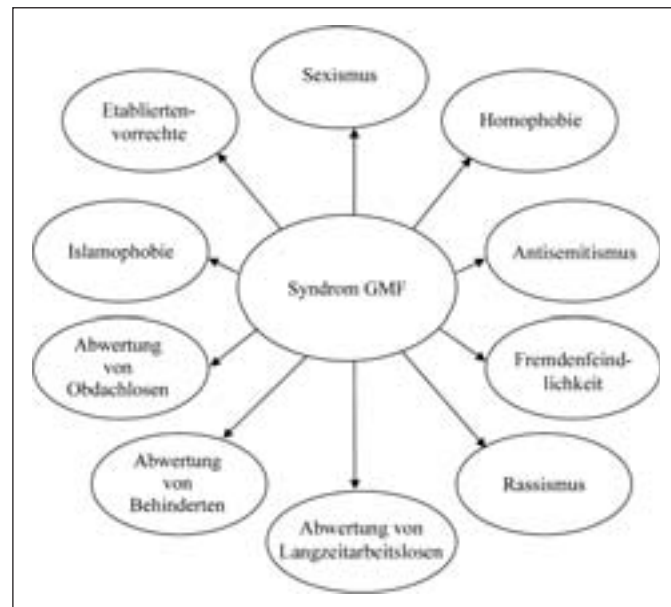 Sexismus
Etablierten-
vorrechte
Homophobie
Islamophobie
Antisemitismus
Syndrom GMF
Abwertung
von
Obdachlosen
Fremdenfeind-
lichkeit
Abwertung
von
Behinderten
Rassismus
Abwertung von
Langzeitarbeitslosen